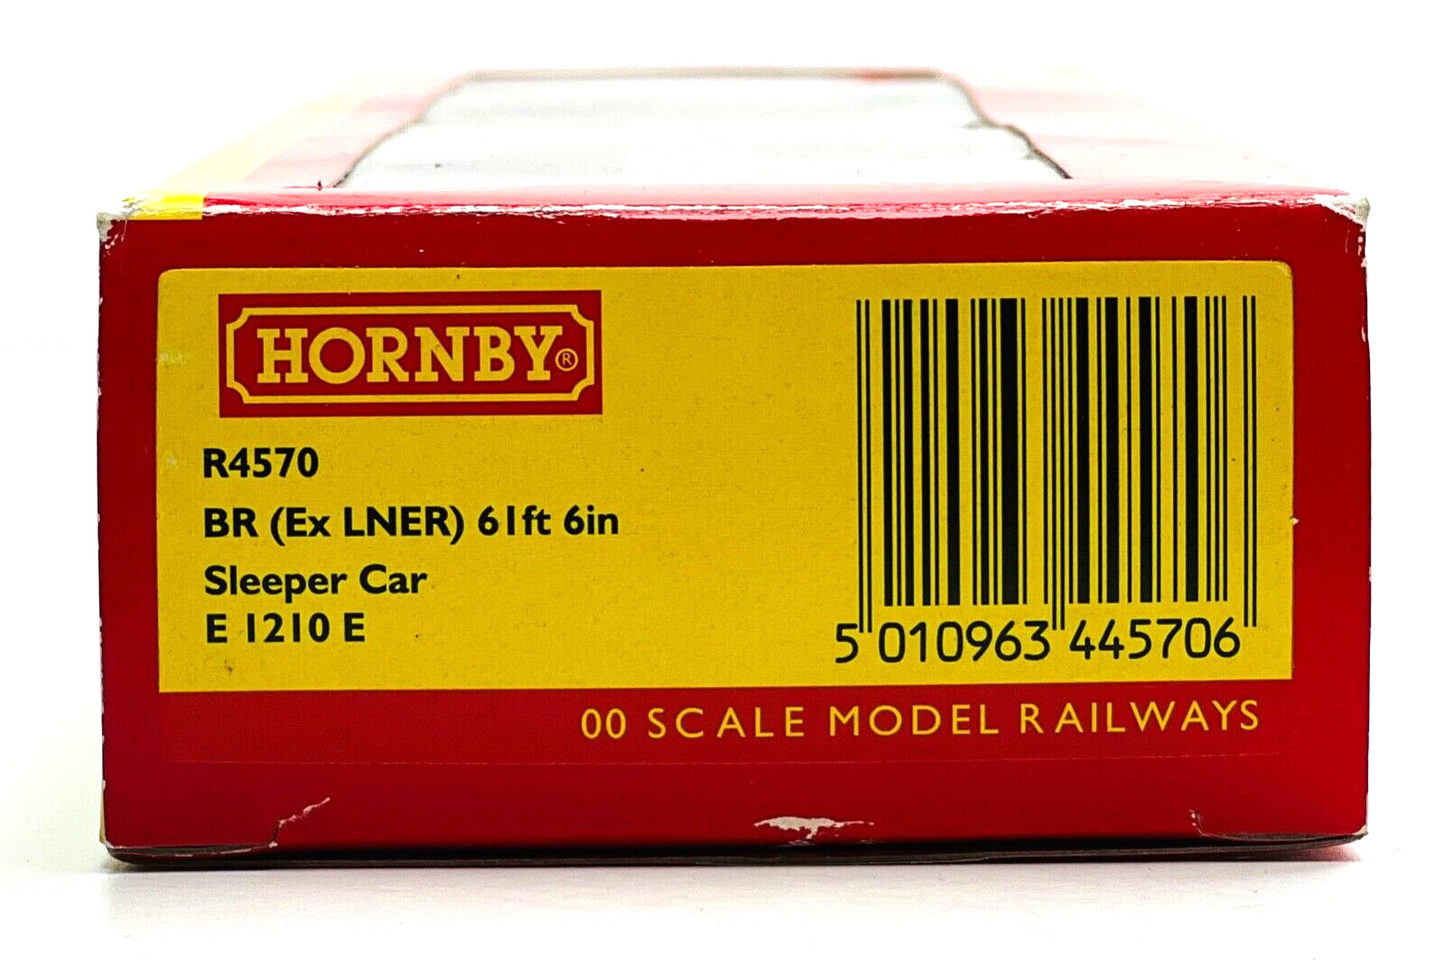 HORNBY®
R4570
BR (Ex LNER) 61ft 6in
Sleeper Car
E 1210 E
5 010963 445706
00 SCALE MODEL RAILWAYS